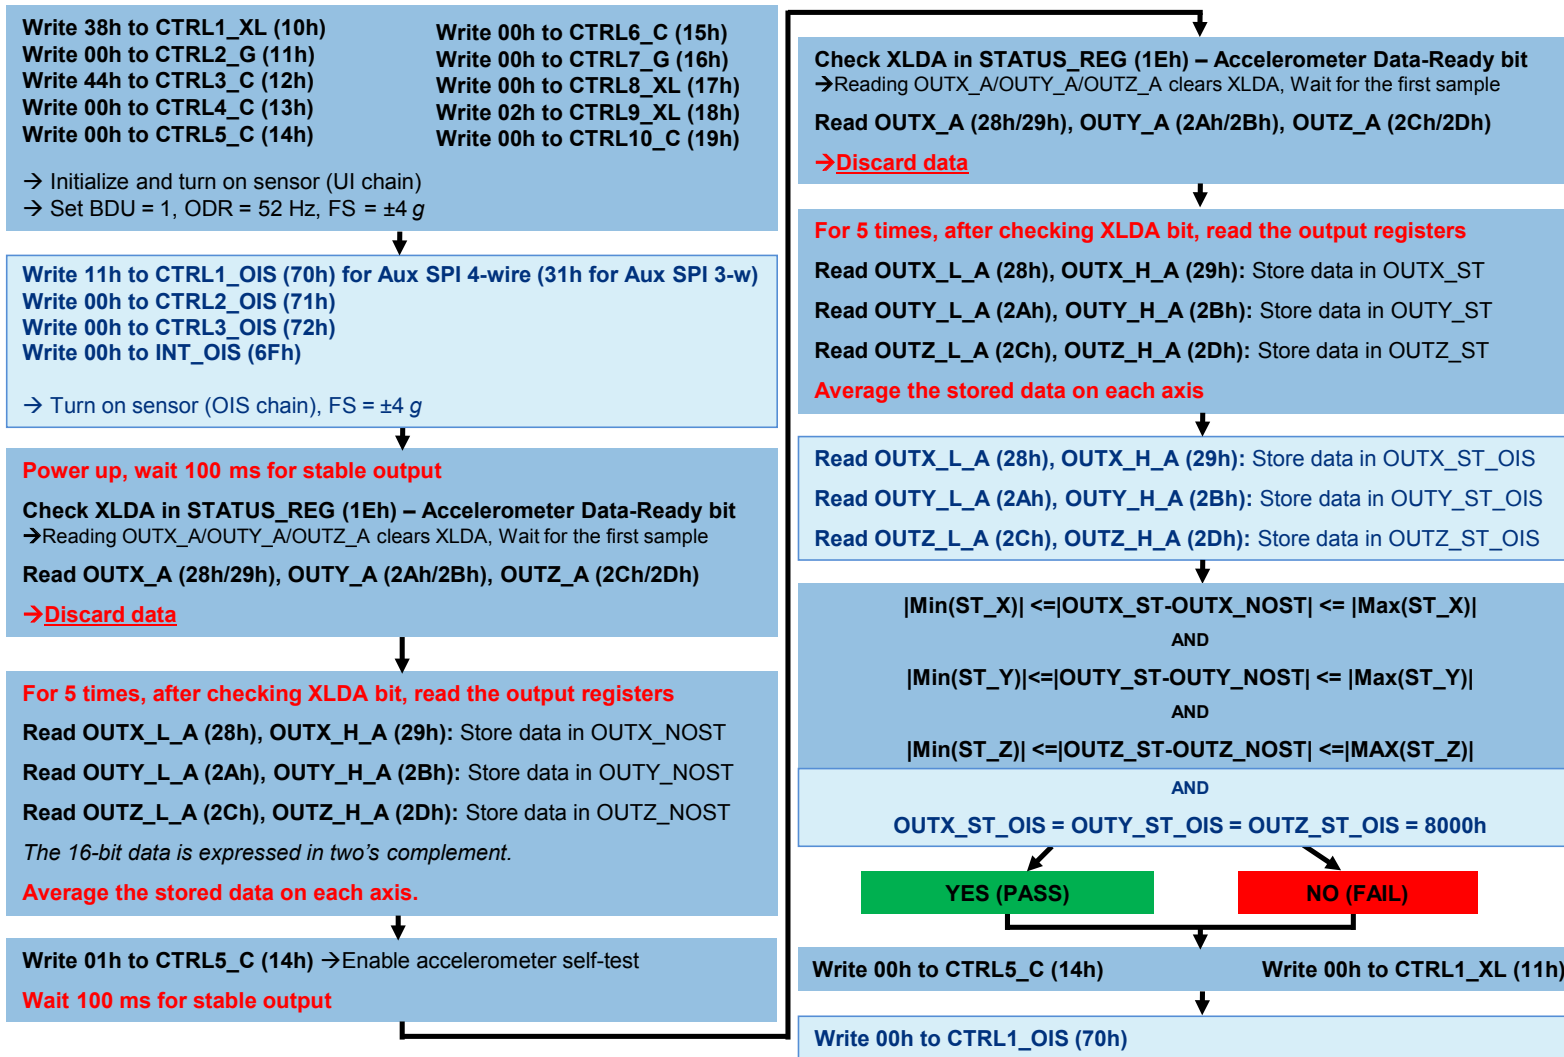 Write 38h to CTRL1_XL (10h)
Write 00h to CTRL2_G (11h)
Write 44h to CTRL3_C (12h)
Write 00h to CTRL4_C (13h)
Write 00h to CTRL5_C (14h)
Write 00h to CTRL6_C (15h)
Write 00h to CTRL7_G (16h)
Write 00h to CTRL8_XL (17h)
Write 02h to CTRL9_XL (18h)
Write 00h to CTRL10_C (19h)
→ Initialize and turn on sensor (UI chain)
→ Set BDU = 1, ODR = 52 Hz, FS = ±4 g
Write 11h to CTRL1_OIS (70h) for Aux SPI 4-wire (31h for Aux SPI 3-w)
Write 00h to CTRL2_OIS (71h)
Write 00h to CTRL3_OIS (72h)
Write 00h to INT_OIS (6Fh)
→ Turn on sensor (OIS chain), FS = ±4 g
Power up, wait 100 ms for stable output
Check XLDA in STATUS_REG (1Eh) – Accelerometer Data-Ready bit
→Reading OUTX_A/OUTY_A/OUTZ_A clears XLDA, Wait for the first sample
Read OUTX_A (28h/29h), OUTY_A (2Ah/2Bh), OUTZ_A (2Ch/2Dh)
→Discard data
For 5 times, after checking XLDA bit, read the output registers
Read OUTX_L_A (28h), OUTX_H_A (29h): Store data in OUTX_NOST
Read OUTY_L_A (2Ah), OUTY_H_A (2Bh): Store data in OUTY_NOST
Read OUTZ_L_A (2Ch), OUTZ_H_A (2Dh): Store data in OUTZ_NOST
The 16-bit data is expressed in two's complement.
Average the stored data on each axis.
Write 01h to CTRL5_C (14h) →Enable accelerometer self-test
Wait 100 ms for stable output
Check XLDA in STATUS_REG (1Eh) – Accelerometer Data-Ready bit
→Reading OUTX_A/OUTY_A/OUTZ_A clears XLDA, Wait for the first sample
Read OUTX_A (28h/29h), OUTY_A (2Ah/2Bh), OUTZ_A (2Ch/2Dh)
→Discard data
For 5 times, after checking XLDA bit, read the output registers
Read OUTX_L_A (28h), OUTX_H_A (29h): Store data in OUTX_ST
Read OUTY_L_A (2Ah), OUTY_H_A (2Bh): Store data in OUTY_ST
Read OUTZ_L_A (2Ch), OUTZ_H_A (2Dh): Store data in OUTZ_ST
Average the stored data on each axis
Read OUTX_L_A (28h), OUTX_H_A (29h): Store data in OUTX_ST_OIS
Read OUTY_L_A (2Ah), OUTY_H_A (2Bh): Store data in OUTY_ST_OIS
Read OUTZ_L_A (2Ch), OUTZ_H_A (2Dh): Store data in OUTZ_ST_OIS
|Min(ST_X)| <=|OUTX_ST-OUTX_NOST| <= |Max(ST_X)|
AND
|Min(ST_Y)|<=|OUTY_ST-OUTY_NOST| <= |Max(ST_Y)|
AND
|Min(ST_Z)| <=|OUTZ_ST-OUTZ_NOST| <=|MAX(ST_Z)|
AND
OUTX_ST_OIS = OUTY_ST_OIS = OUTZ_ST_OIS = 8000h
YES (PASS)
NO (FAIL)
Write 00h to CTRL5_C (14h)
Write 00h to CTRL1_XL (11h)
Write 00h to CTRL1_OIS (70h)